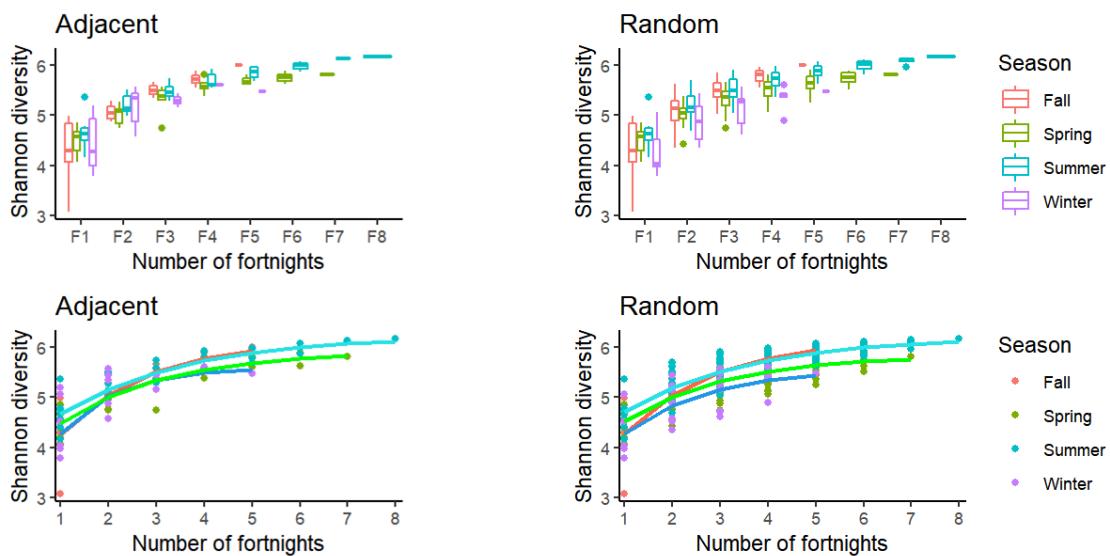 Adjacent
Shannon diversity
6
5
4
3
F1 F2 F3 F4 F5 F6 F7 F8
Number of fortnights
Random
Shannon diversity
6
5
4
3
F1 F2 F3 F4 F5 F6 F7 F8
Number of fortnights
Season
Fall
Spring
Summer
Winter
Adjacent
Shannon diversity
6
5
4
3
1 2 3 4 5 6 7 8
Number of fortnights
Random
Shannon diversity
6
5
4
3
1 2 3 4 5 6 7 8
Number of fortnights
Season
Fall
Spring
Summer
Winter